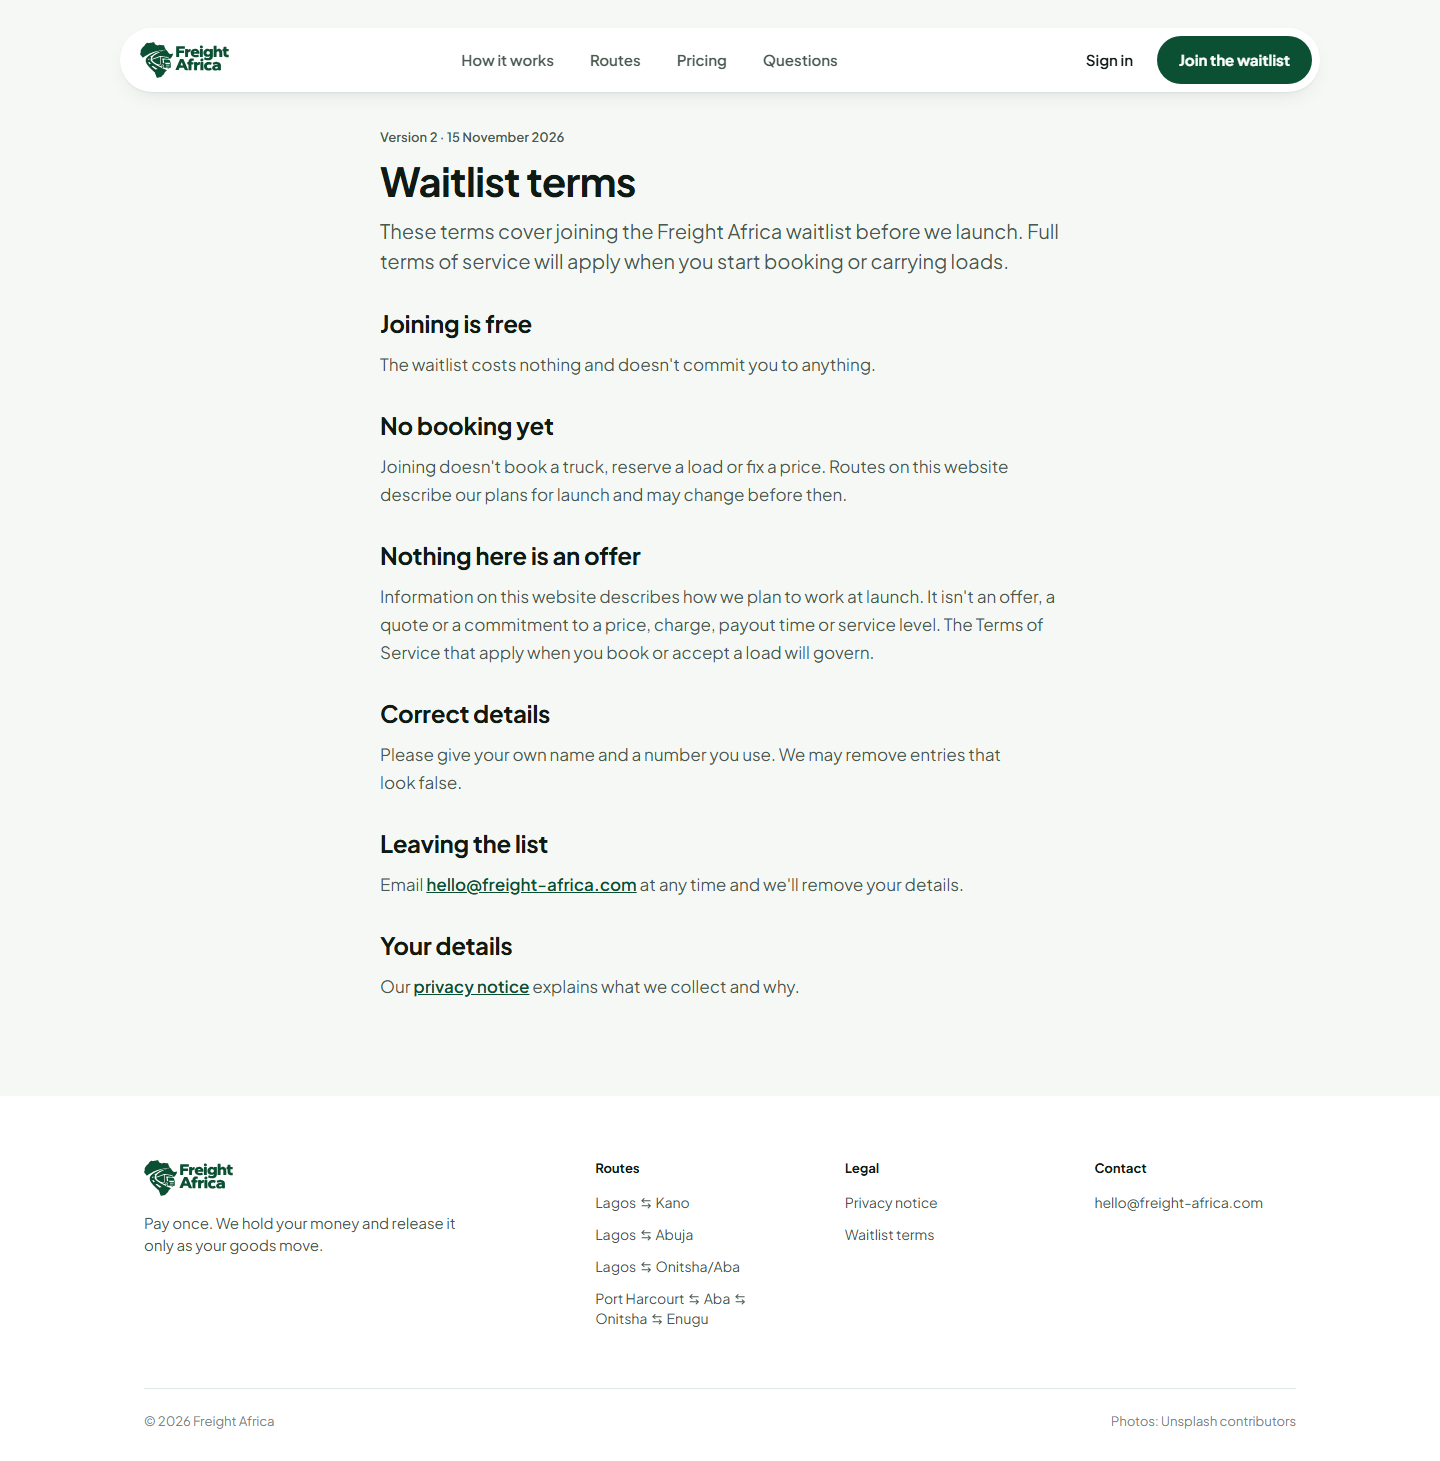 Freight
Africa
How it works
Routes
Pricing
Questions
Sign in
Join the waitlist
Version 2 · 15 November 2026
Waitlist terms
These terms cover joining the Freight Africa waitlist before we launch. Full
terms of service will apply when you start booking or carrying loads.
Joining is free
The waitlist costs nothing and doesn't commit you to anything.
No booking yet
Joining doesn't book a truck, reserve a load or fix a price. Routes on this website
describe our plans for launch and may change before then.
Nothing here is an offer
Information on this website describes how we plan to work at launch. It isn't an offer, a
quote or a commitment to a price, charge, payout time or service level. The Terms of
Service that apply when you book or accept a load will govern.
Correct details
Please give your own name and a number you use. We may remove entries that
look false.
Leaving the list
Email hello@freight-africa.com at any time and we'll remove your details.
Your details
Our privacy notice explains what we collect and why.
Freight
Africa
Pay once. We hold your money and release it
only as your goods move.
Routes
Lagos ⇆ Kano
Lagos ⇆ Abuja
Lagos ⇆ Onitsha/Aba
Port Harcourt ⇆ Aba ⇆
Onitsha ⇆ Enugu
Legal
Privacy notice
Waitlist terms
Contact
hello@freight-africa.com
© 2026 Freight Africa
Photos: Unsplash contributors